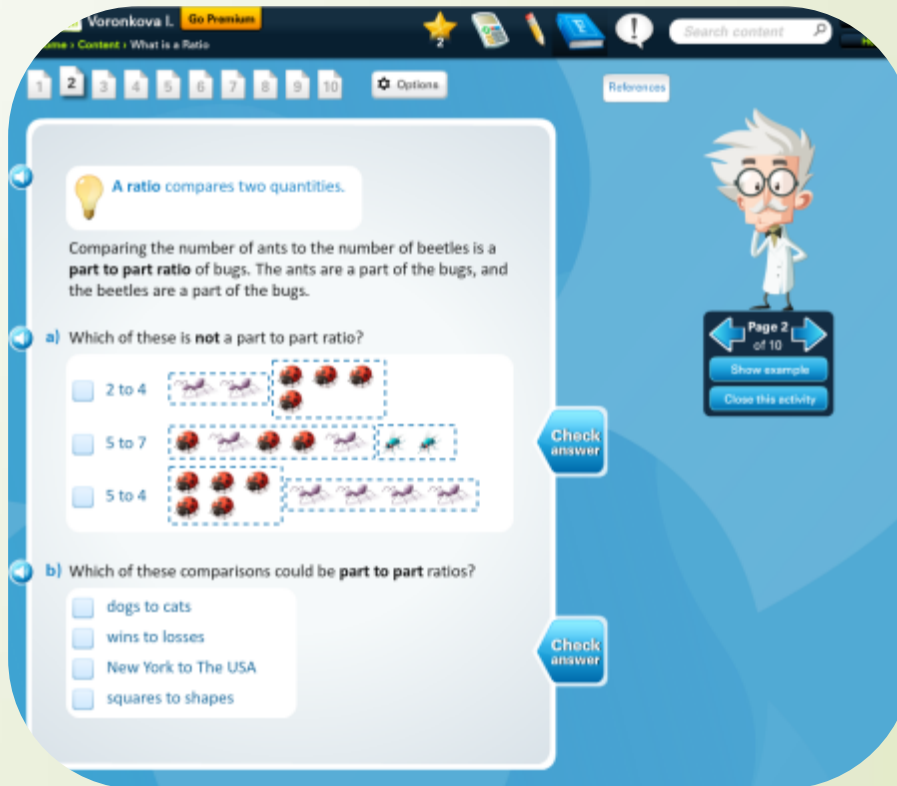 Voronkova I. Go Premium
› Content › What is a Ratio
2
Search content
1 2 3 4 5 6 7 8 9 10
Options
References
A ratio compares two quantities.
Comparing the number of ants to the number of beetles is a
part to part ratio of bugs. The ants are a part of the bugs, and
the beetles are a part of the bugs.
a) Which of these is not a part to part ratio?
2 to 4
5 to 7
5 to 4
Check
answer
b) Which of these comparisons could be part to part ratios?
dogs to cats
wins to losses
New York to The USA
squares to shapes
Check
answer
Page 2
of 10
Show example
Close this activity